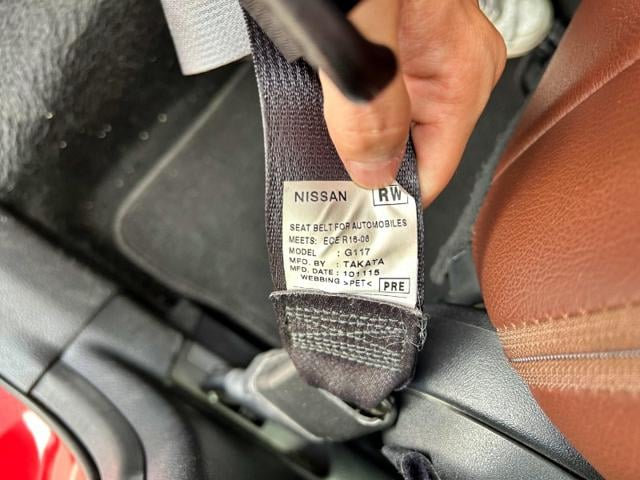 NISSAN RW
SEAT BELT FOR AUTOMOBILES
MEETS: ECE R16-06
MODEL : G117
MFD. BY : TAKATA
MFD. DATE : 101115
WEBBING >PET< PRE